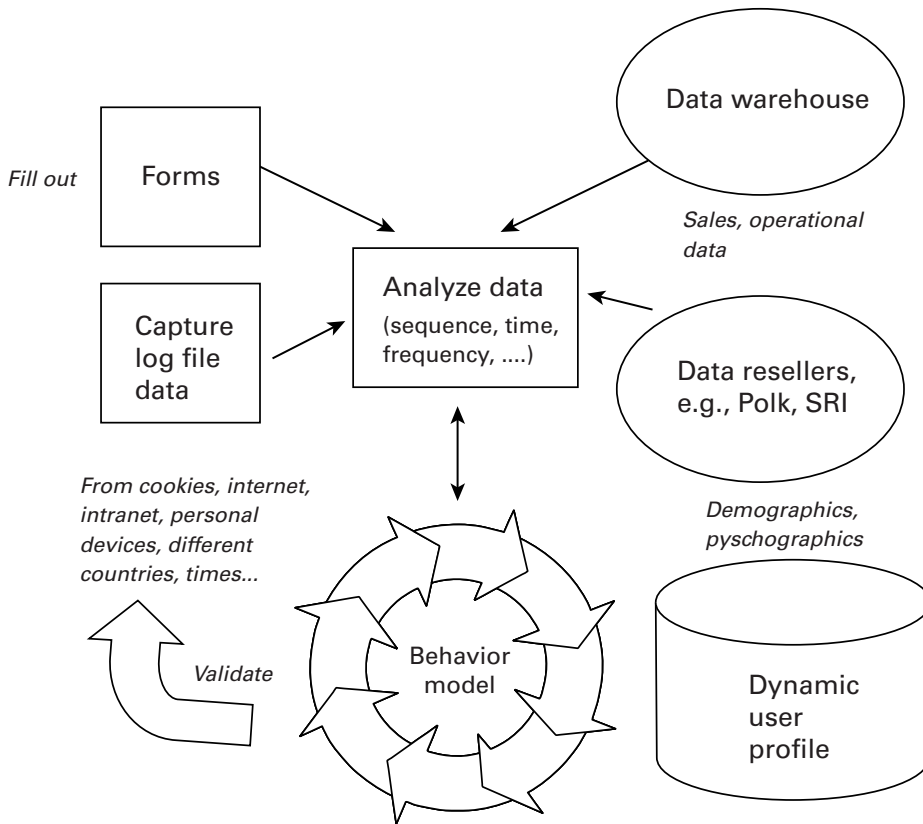 Data warehouse
Fill out
Forms
Sales, operational
data
Analyze data
(sequence, time,
frequency, ....)
Capture
log file
data
Data resellers,
e.g., Polk, SRI
From cookies, internet,
intranet, personal
devices, different
countries, times...
Demographics,
pyschographics
Validate
Behavior
model
Dynamic
user
profile